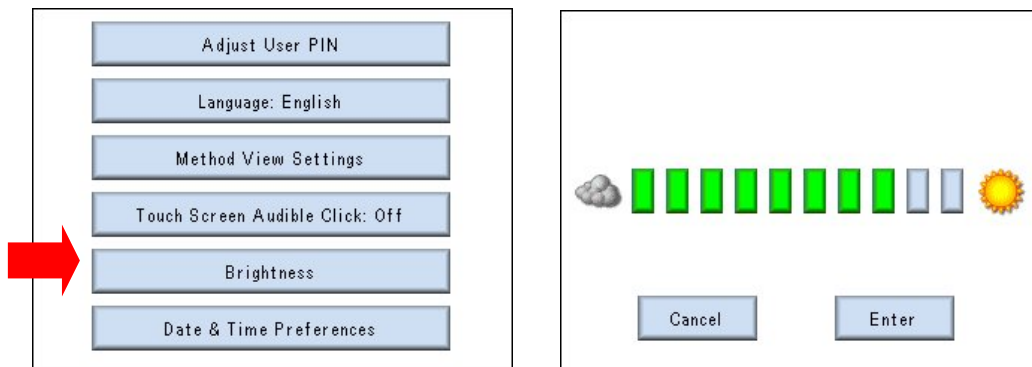 Adjust User PIN
Language: English
Method View Settings
Touch Screen Audible Click: Off
Brightness
Date & Time Preferences
Cancel
Enter